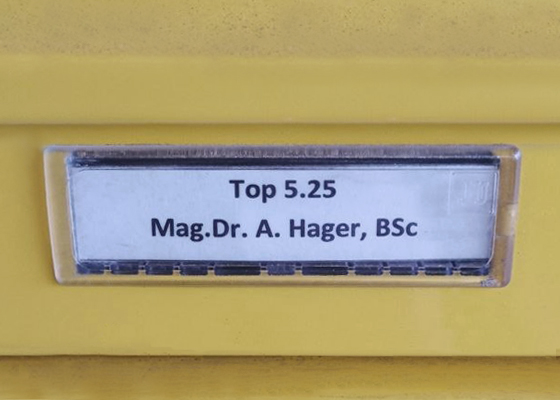 Top 5.25
Mag.Dr. A. Hager, BSc